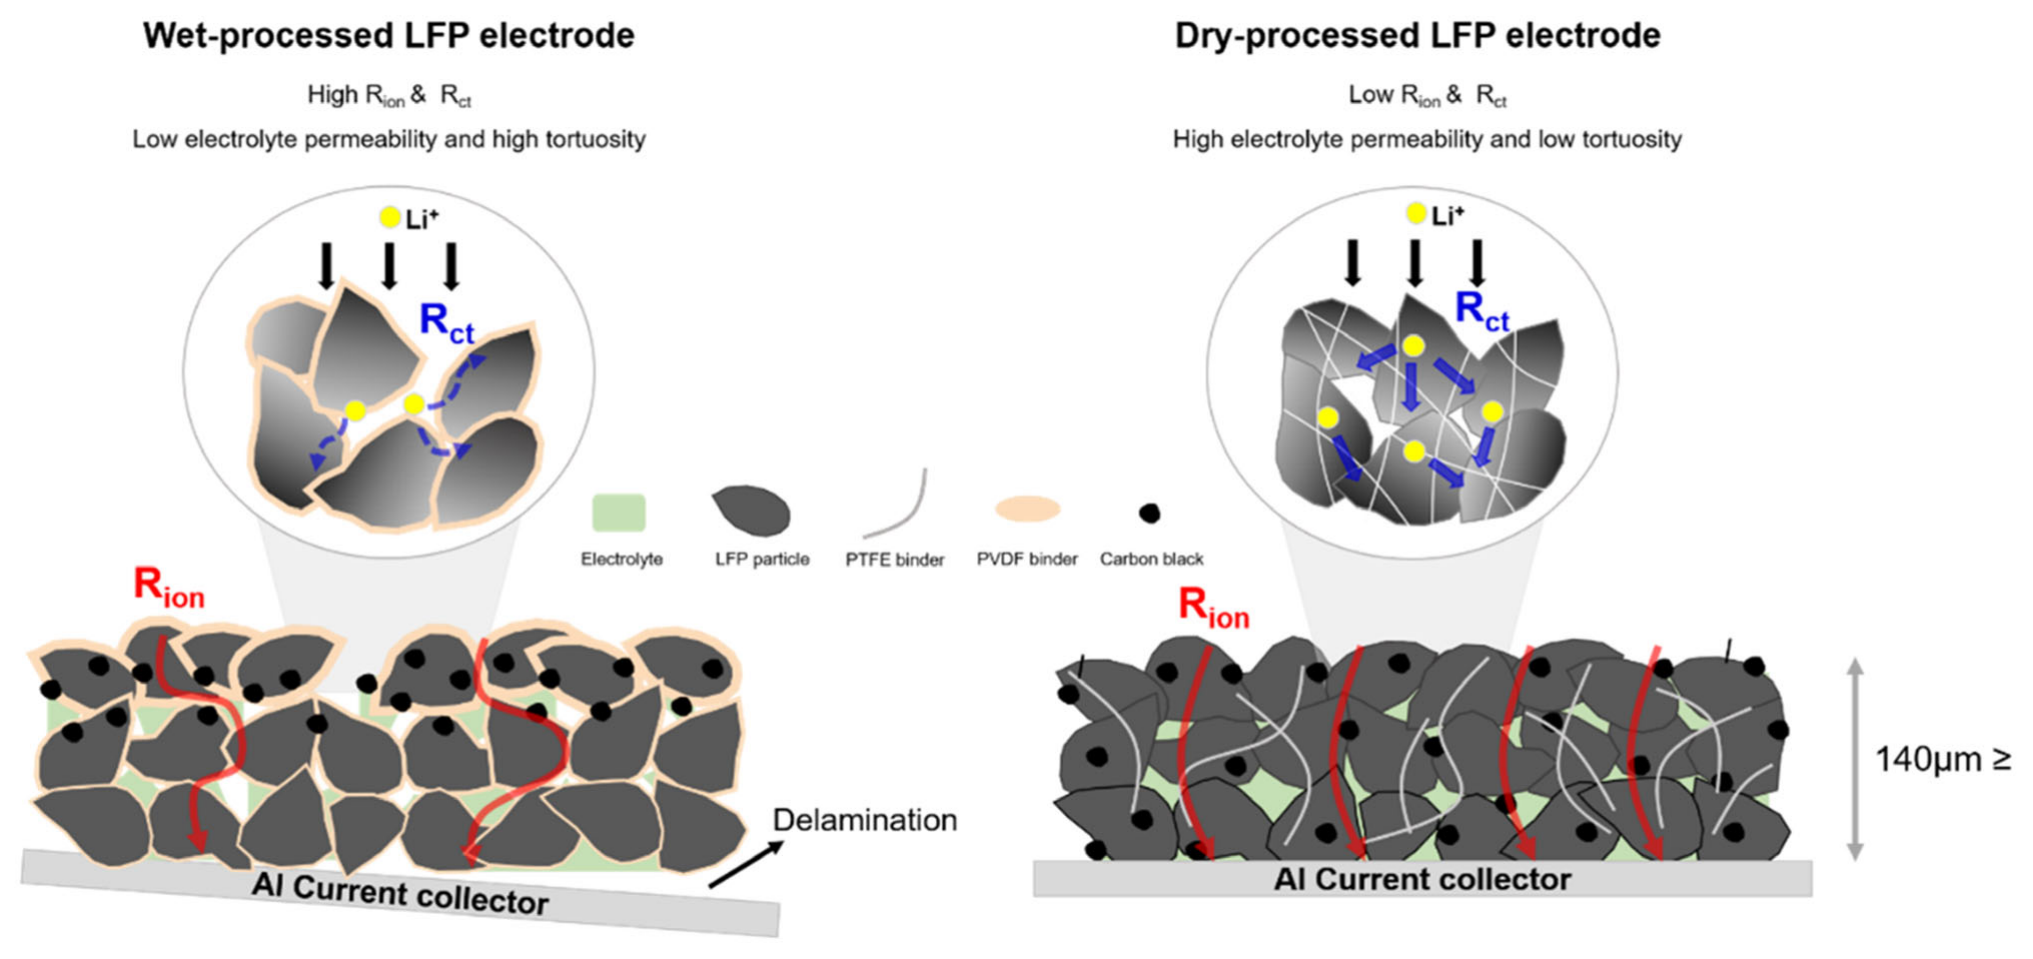 Wet-processed LFP electrode
High Rion & Rct
Low electrolyte permeability and high tortuosity
Li+
Rct
Rion
Delamination
Al Current collector
Electrolyte
LFP particle
PTFE binder
PVDF binder
Carbon black
Dry-processed LFP electrode
Low Rion & Rct
High electrolyte permeability and low tortuosity
Li+
Rct
Rion
140μm ≥
Al Current collector